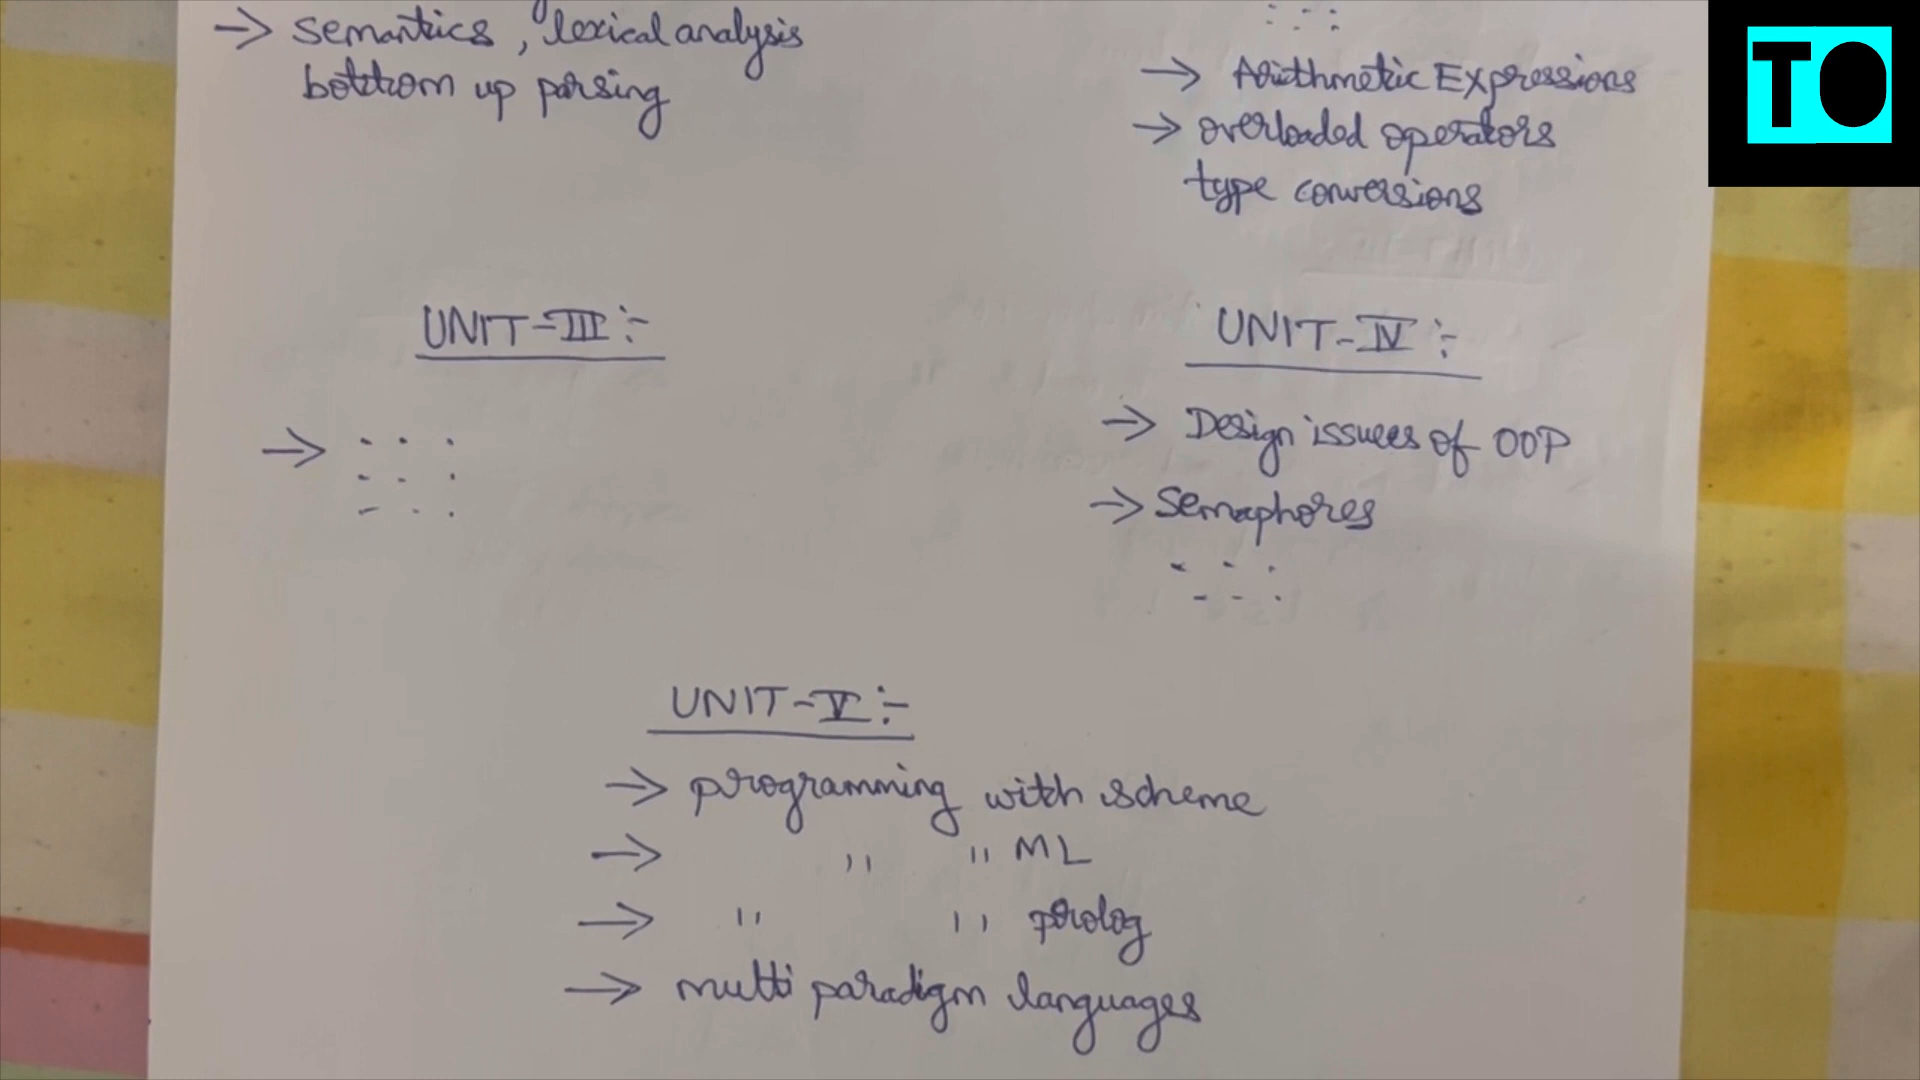 → semantics, lexical analysis
bottom up parsing
→ Arithmetic Expressions
→ overloaded operators
type conversions
UNIT-III :-
→
UNIT-IV :-
→ Design issues of OOP
→ Semaphores
UNIT-V :-
→ programming with scheme
→ " " ML
→ " " prolog
→ multi paradigm languages
TO